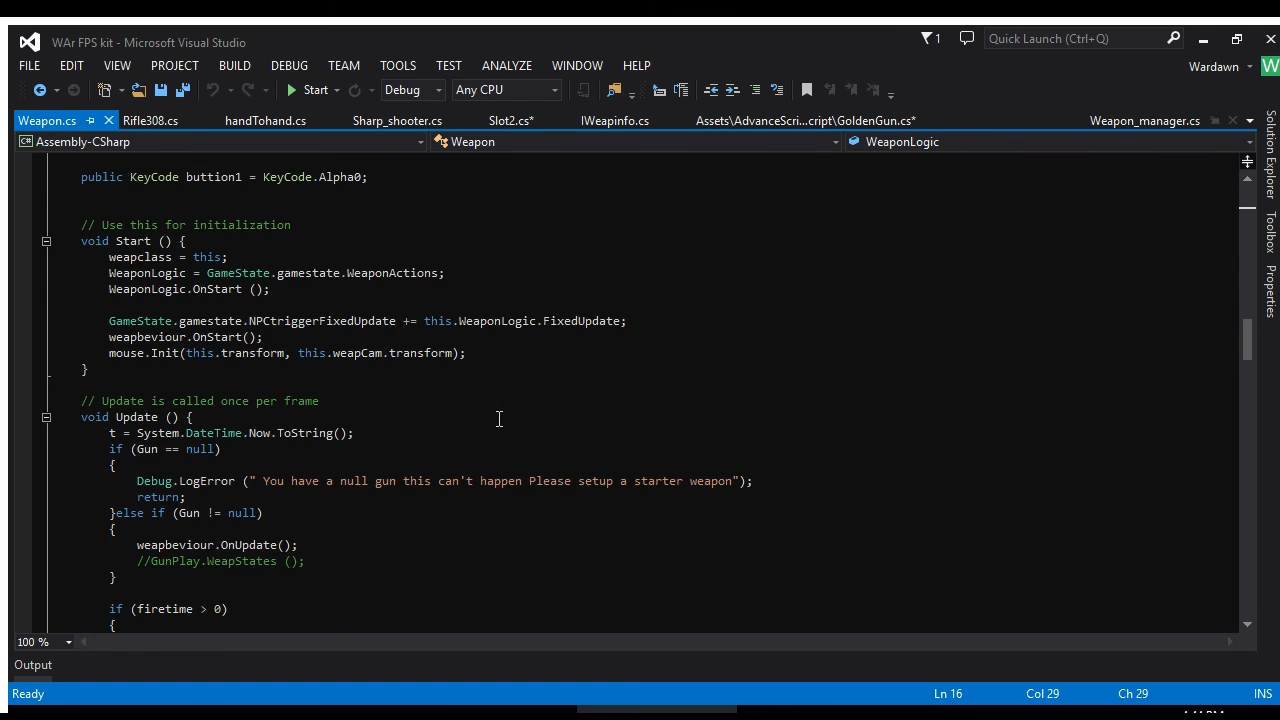 WAr FPS kit - Microsoft Visual Studio
1
Quick Launch (Ctrl+Q)
FILE EDIT VIEW PROJECT BUILD DEBUG TEAM TOOLS TEST ANALYZE WINDOW HELP
Wardawn
W
Start
Debug
Any CPU
Weapon.cs
Rifle308.cs
handTohand.cs
Sharp_shooter.cs
Slot2.cs*
IWeapinfo.cs
Assets\AdvanceScri...cript\GoldenGun.cs*
Weapon_manager.cs
C# Assembly-CSharp
Weapon
WeaponLogic
Solution Explorer
Toolbox
Properties
public KeyCode buttion1 = KeyCode.Alpha0;
// Use this for initialization
void Start () {
weapclass = this;
WeaponLogic = GameState.gamestate.WeaponActions;
WeaponLogic.OnStart ();
GameState.gamestate.NPCtriggerFixedUpdate += this.WeaponLogic.FixedUpdate;
weapbeviour.OnStart();
mouse.Init(this.transform, this.weapCam.transform);
}
// Update is called once per frame
void Update () {
t = System.DateTime.Now.ToString();
if (Gun == null)
{
Debug.LogError (" You have a null gun this can't happen Please setup a starter weapon");
return;
}else if (Gun != null)
{
weapbeviour.OnUpdate();
//GunPlay.WeapStates ();
}
if (firetime > 0)
{
100 %
Output
Ready
Ln 16
Col 29
Ch 29
INS